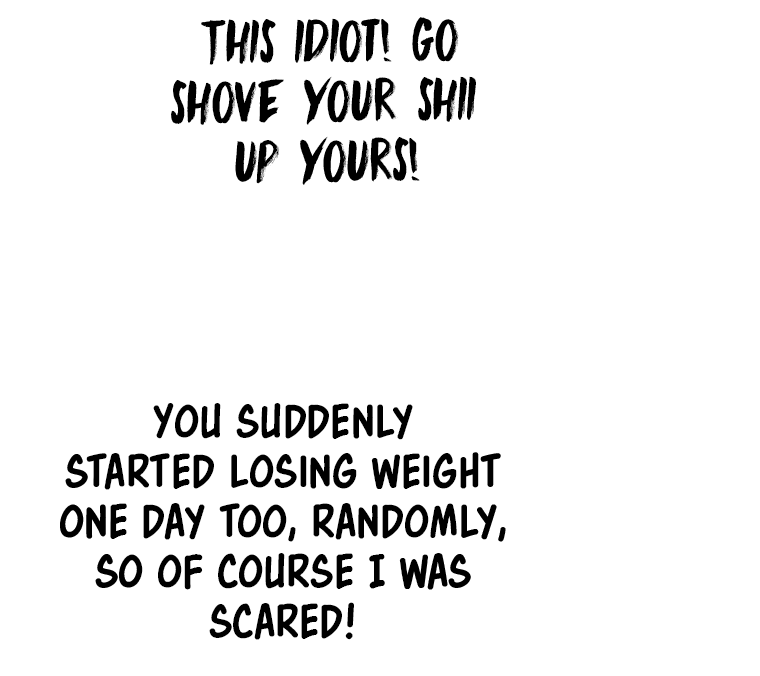 THIS IDIOT! GO
SHOVE YOUR SHII
UP YOURS!
YOU SUDDENLY
STARTED LOSING WEIGHT
ONE DAY TOO, RANDOMLY,
SO OF COURSE I WAS
SCARED!